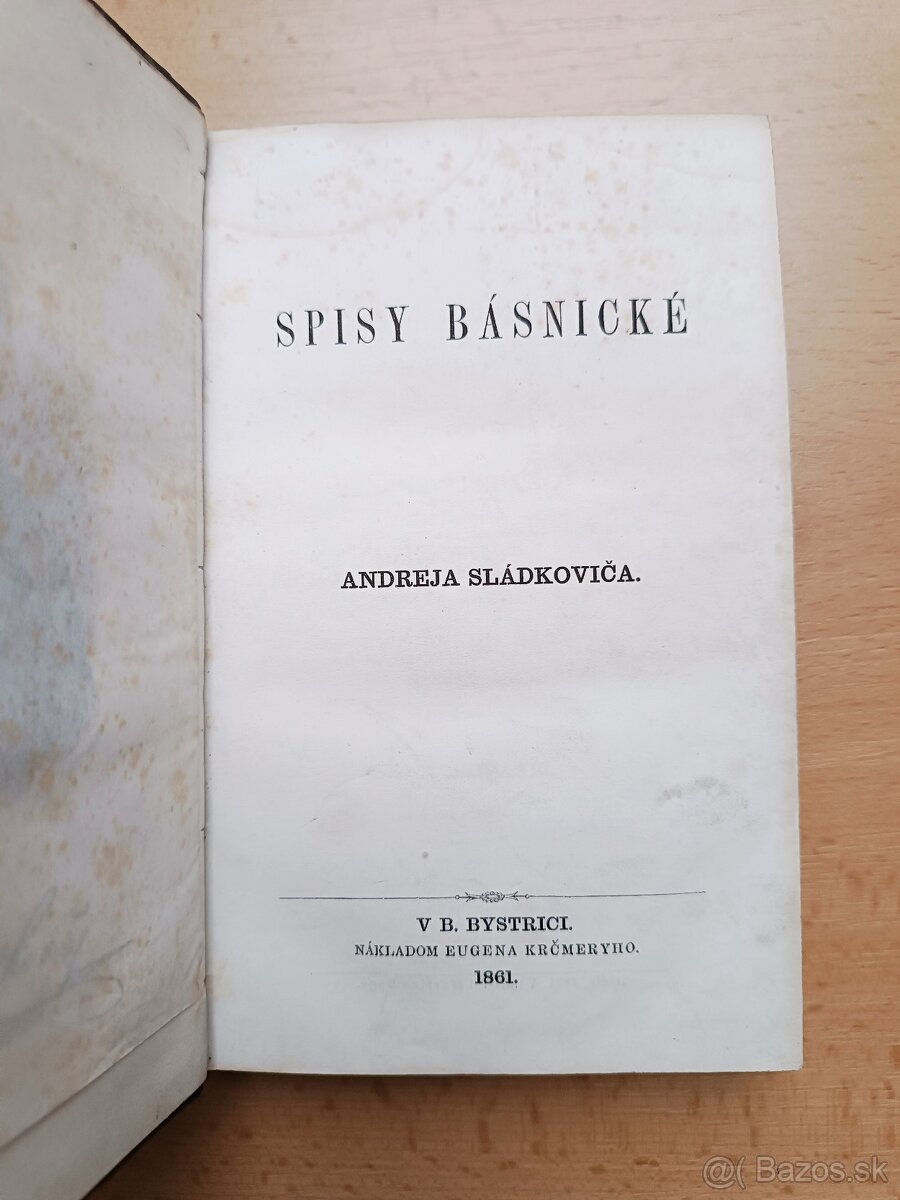 SPISY BÁSNICKÉ
ANDREJA SLÁDKOVIČA.
V B. BYSTRICI.
NÁKLADOM EUGENA KRČMERYHO.
1861.
@( Bazos.sk